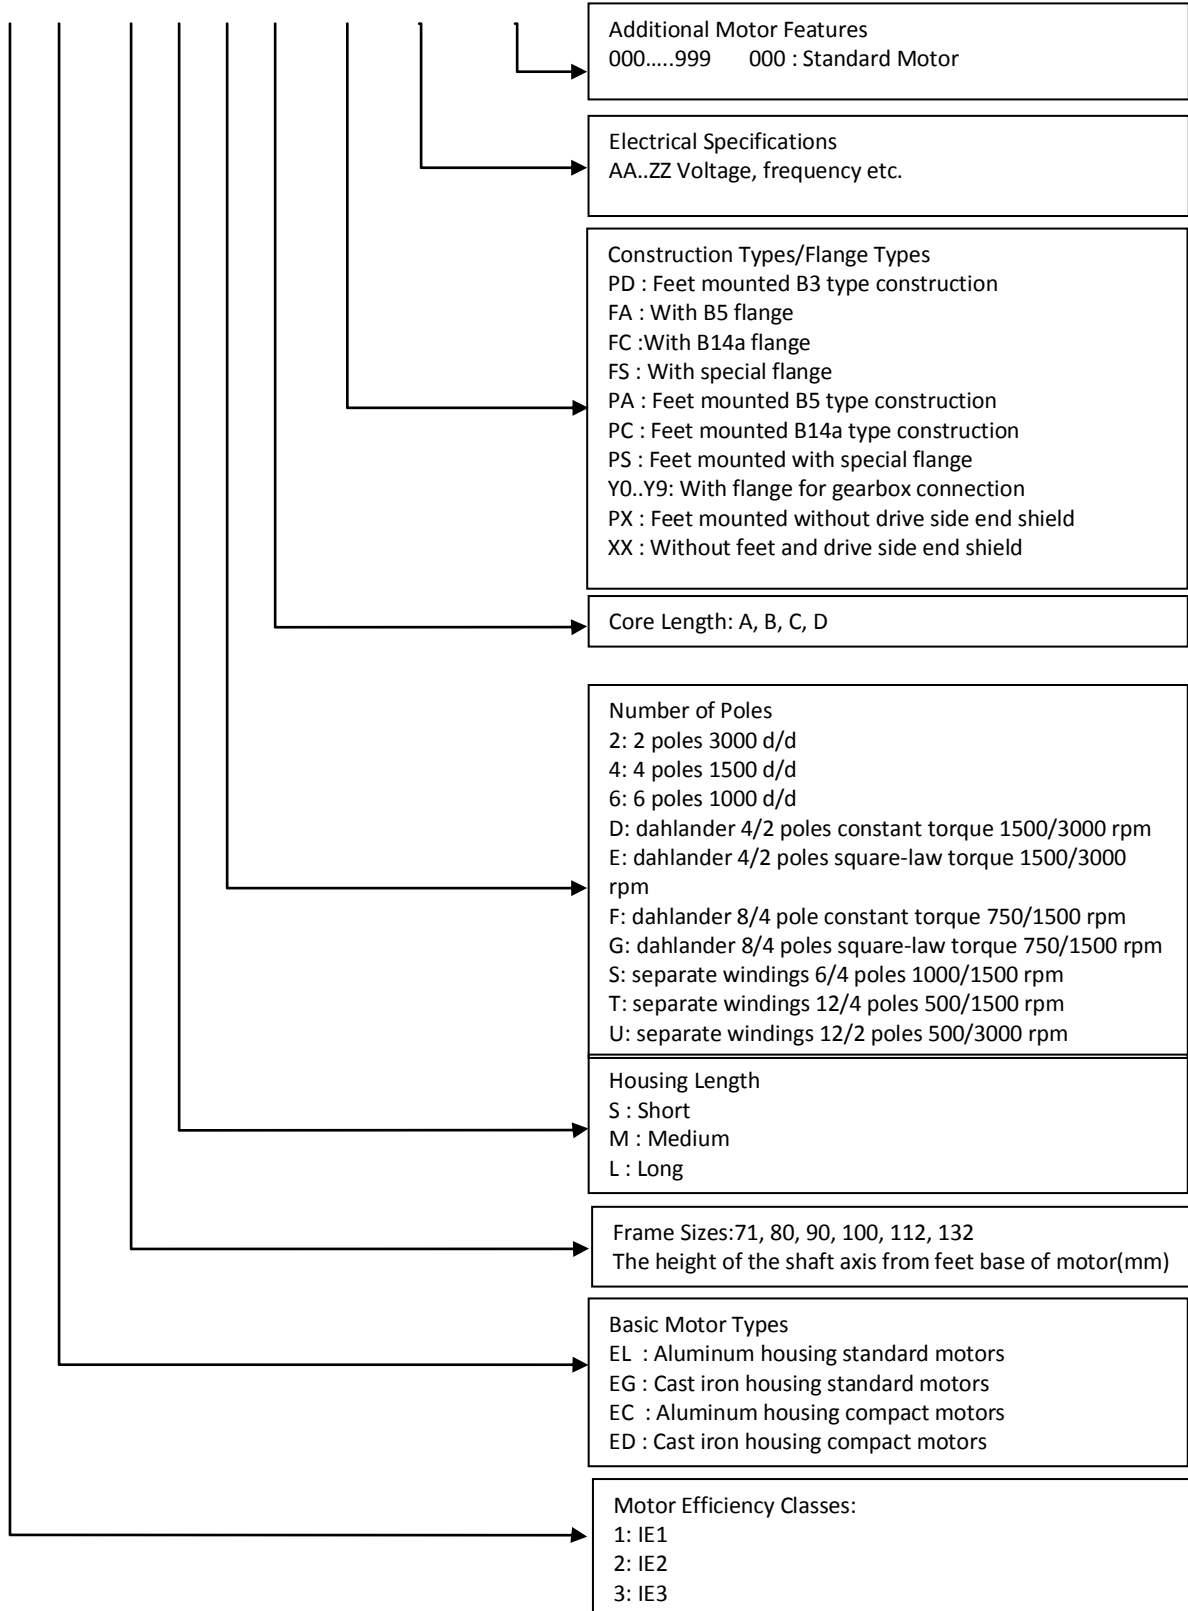 Additional Motor Features
000.....999 000 : Standard Motor
Electrical Specifications
AA..ZZ Voltage, frequency etc.
Construction Types/Flange Types
PD : Feet mounted B3 type construction
FA : With B5 flange
FC :With B14a flange
FS : With special flange
PA : Feet mounted B5 type construction
PC : Feet mounted B14a type construction
PS : Feet mounted with special flange
Y0..Y9: With flange for gearbox connection
PX : Feet mounted without drive side end shield
XX : Without feet and drive side end shield
Core Length: A, B, C, D
Number of Poles
2: 2 poles 3000 d/d
4: 4 poles 1500 d/d
6: 6 poles 1000 d/d
D: dahlander 4/2 poles constant torque 1500/3000 rpm
E: dahlander 4/2 poles square-law torque 1500/3000
rpm
F: dahlander 8/4 pole constant torque 750/1500 rpm
G: dahlander 8/4 poles square-law torque 750/1500 rpm
S: separate windings 6/4 poles 1000/1500 rpm
T: separate windings 12/4 poles 500/1500 rpm
U: separate windings 12/2 poles 500/3000 rpm
Housing Length
S : Short
M : Medium
L : Long
Frame Sizes:71, 80, 90, 100, 112, 132
The height of the shaft axis from feet base of motor(mm)
Basic Motor Types
EL : Aluminum housing standard motors
EG : Cast iron housing standard motors
EC : Aluminum housing compact motors
ED : Cast iron housing compact motors
Motor Efficiency Classes:
1: IE1
2: IE2
3: IE3